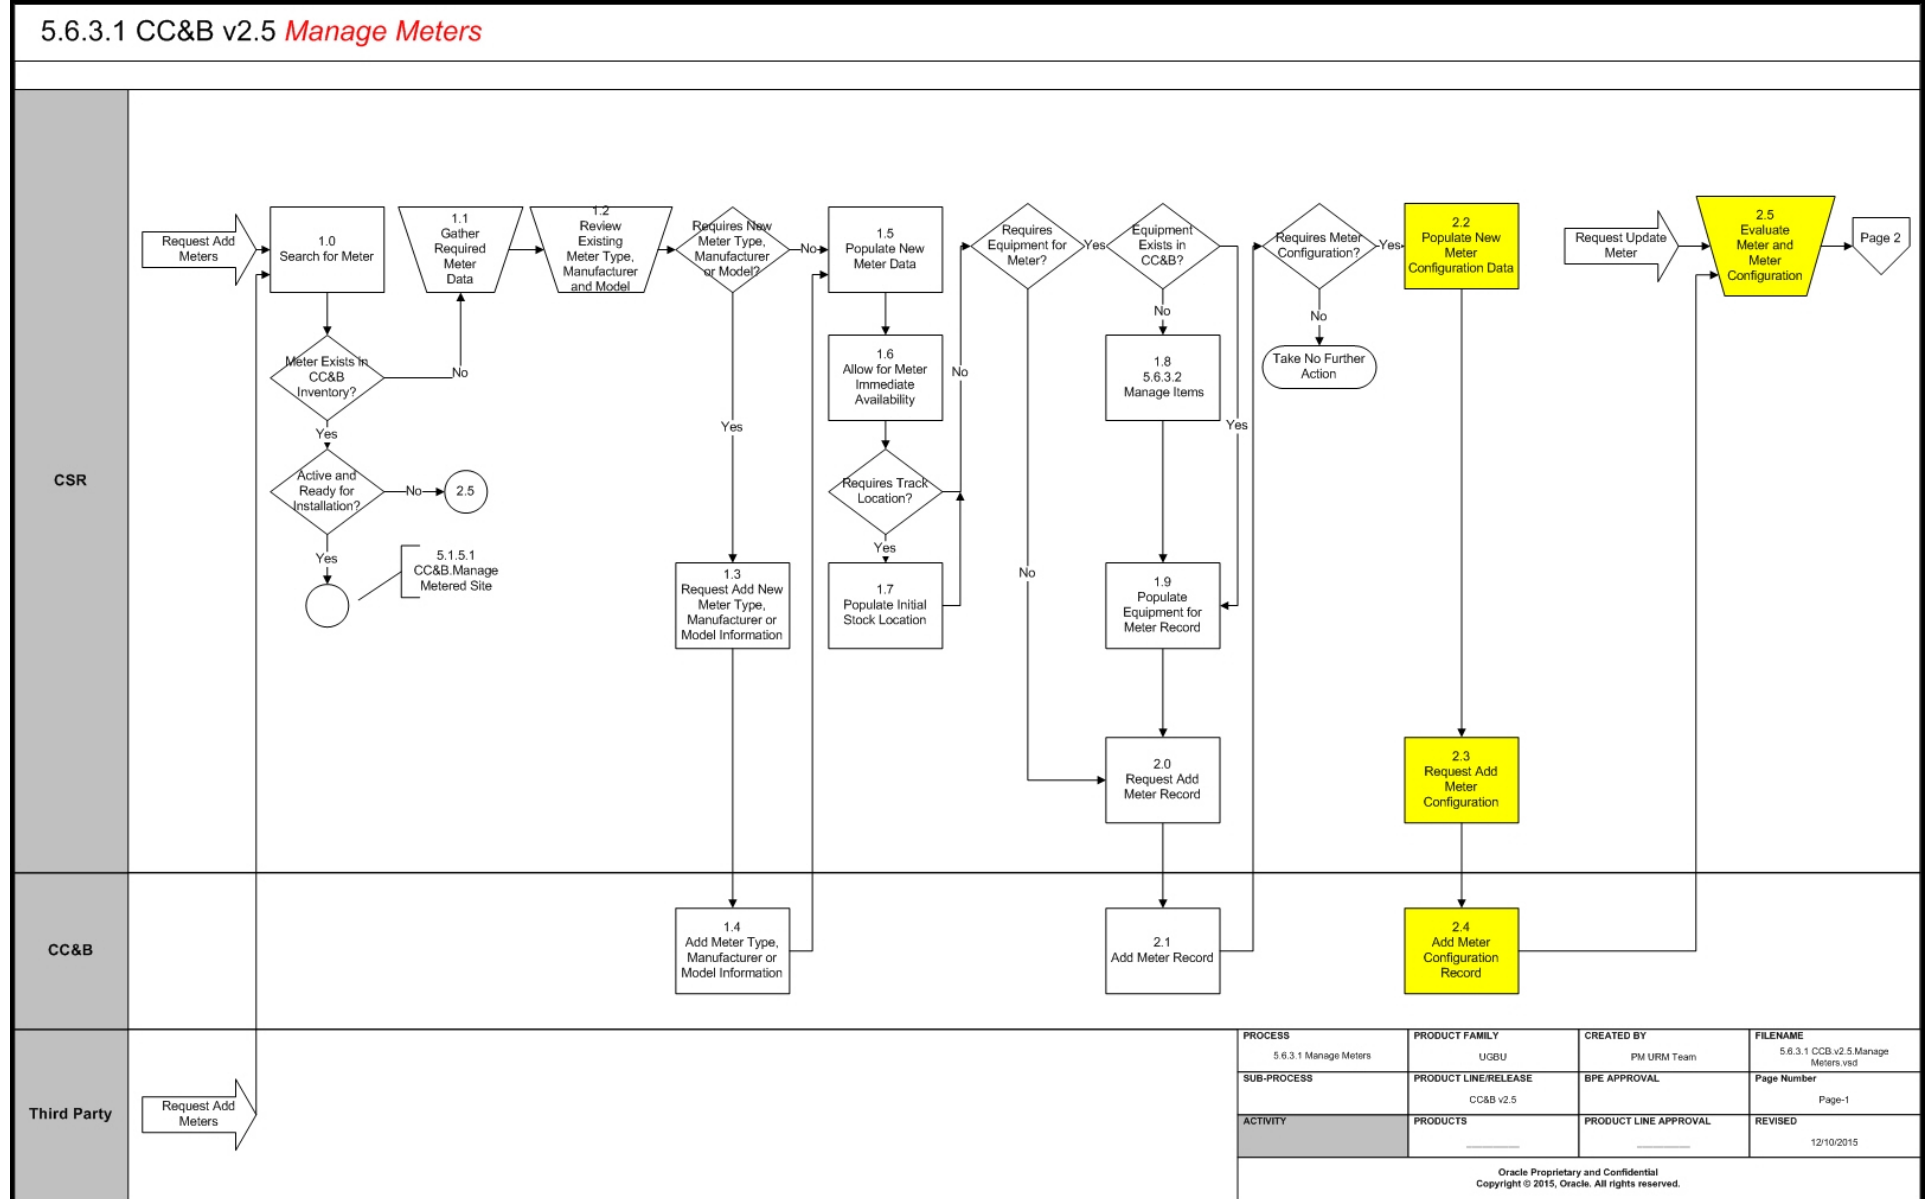 5.6.3.1 CC&B v2.5 Manage Meters
CSR
Request Add
Meters
1.0
Search for Meter
Meter Exists in
CC&B
Inventory?
No
Yes
Active and
Ready for
Installation?
No
2.5
Yes
5.1.5.1
CC&B.Manage
Metered Site
1.1
Gather
Required
Meter
Data
1.2
Review
Existing
Meter Type,
Manufacturer
and Model
Requires New
Meter Type,
Manufacturer
or Model?
No
Yes
1.3
Request Add New
Meter Type,
Manufacturer or
Model Information
1.5
Populate New
Meter Data
1.6
Allow for Meter
Immediate
Availability
Requires Track
Location?
No
Yes
1.7
Populate Initial
Stock Location
Requires
Equipment for
Meter?
Yes
No
Equipment
Exists in
CC&B?
No
Yes
1.8
5.6.3.2
Manage Items
1.9
Populate
Equipment for
Meter Record
2.0
Request Add
Meter Record
Requires Meter
Configuration?
Yes
No
Take No Further
Action
2.2
Populate New
Meter
Configuration Data
2.3
Request Add
Meter
Configuration
Request Update
Meter
2.5
Evaluate
Meter and
Meter
Configuration
Page 2
CC&B
1.4
Add Meter Type,
Manufacturer or
Model Information
2.1
Add Meter Record
2.4
Add Meter
Configuration
Record
Third Party
Request Add
Meters
PROCESS
5.6.3.1 Manage Meters
PRODUCT FAMILY
UGBU
CREATED BY
PM URM Team
FILENAME
5.6.3.1 CCB.v2.5.Manage
Meters.vsd
SUB-PROCESS
PRODUCT LINE/RELEASE
CC&B v2.5
BPE APPROVAL
Page Number
Page-1
ACTIVITY
PRODUCTS
PRODUCT LINE APPROVAL
REVISED
12/10/2015
Oracle Proprietary and Confidential
Copyright © 2015, Oracle. All rights reserved.